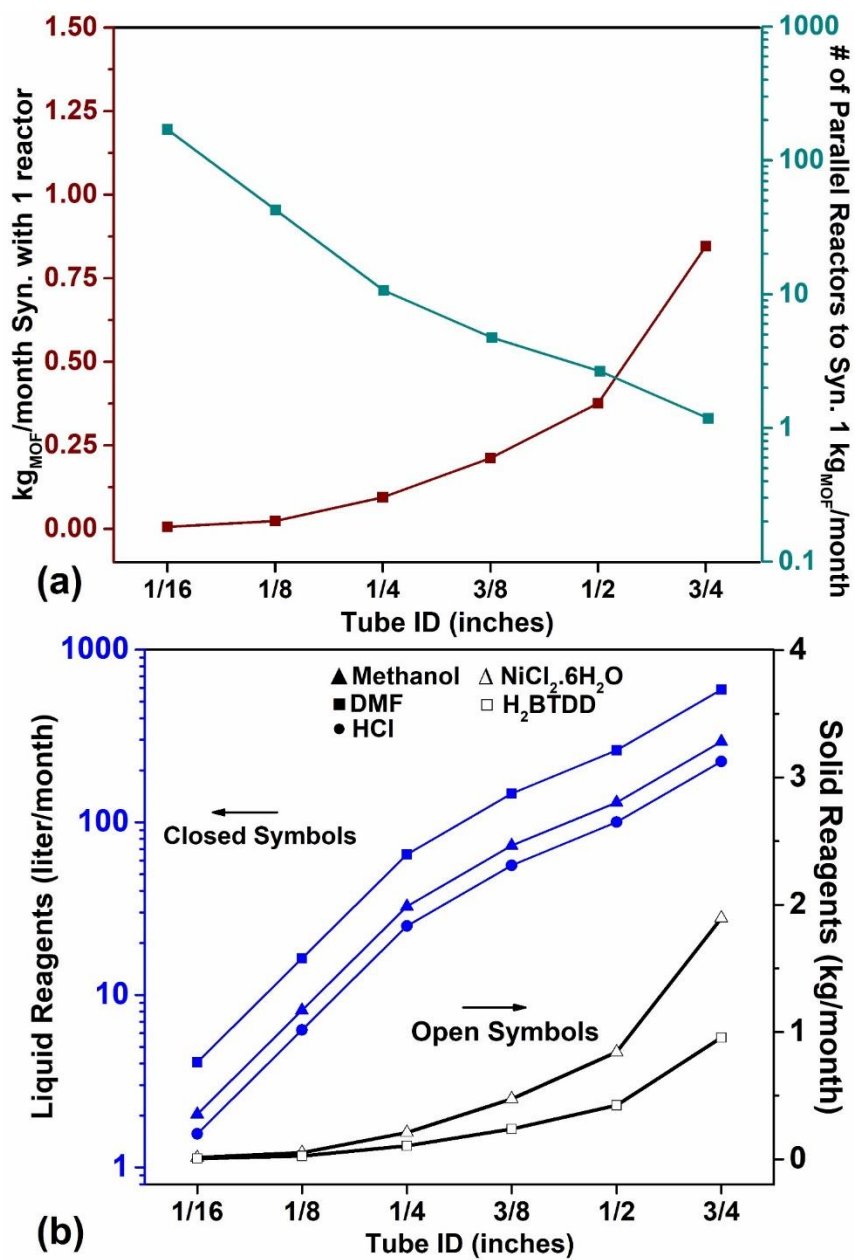 kg_MOF/month Syn. with 1 reactor
1.50
1.25
1.00
0.75
0.50
0.25
0.00
1000
100
10
1
0.1
# of Parallel Reactors to Syn. 1 kg_MOF/month
(a)
1/16 1/8 1/4 3/8 1/2 3/4
Tube ID (inches)
Liquid Reagents (liter/month)
1000
100
10
1
Methanol NiCl₂.6H₂O
DMF H₂BTDD
HCl
Closed Symbols
Open Symbols
4
3
2
1
0
Solid Reagents (kg/month)
(b)
1/16 1/8 1/4 3/8 1/2 3/4
Tube ID (inches)